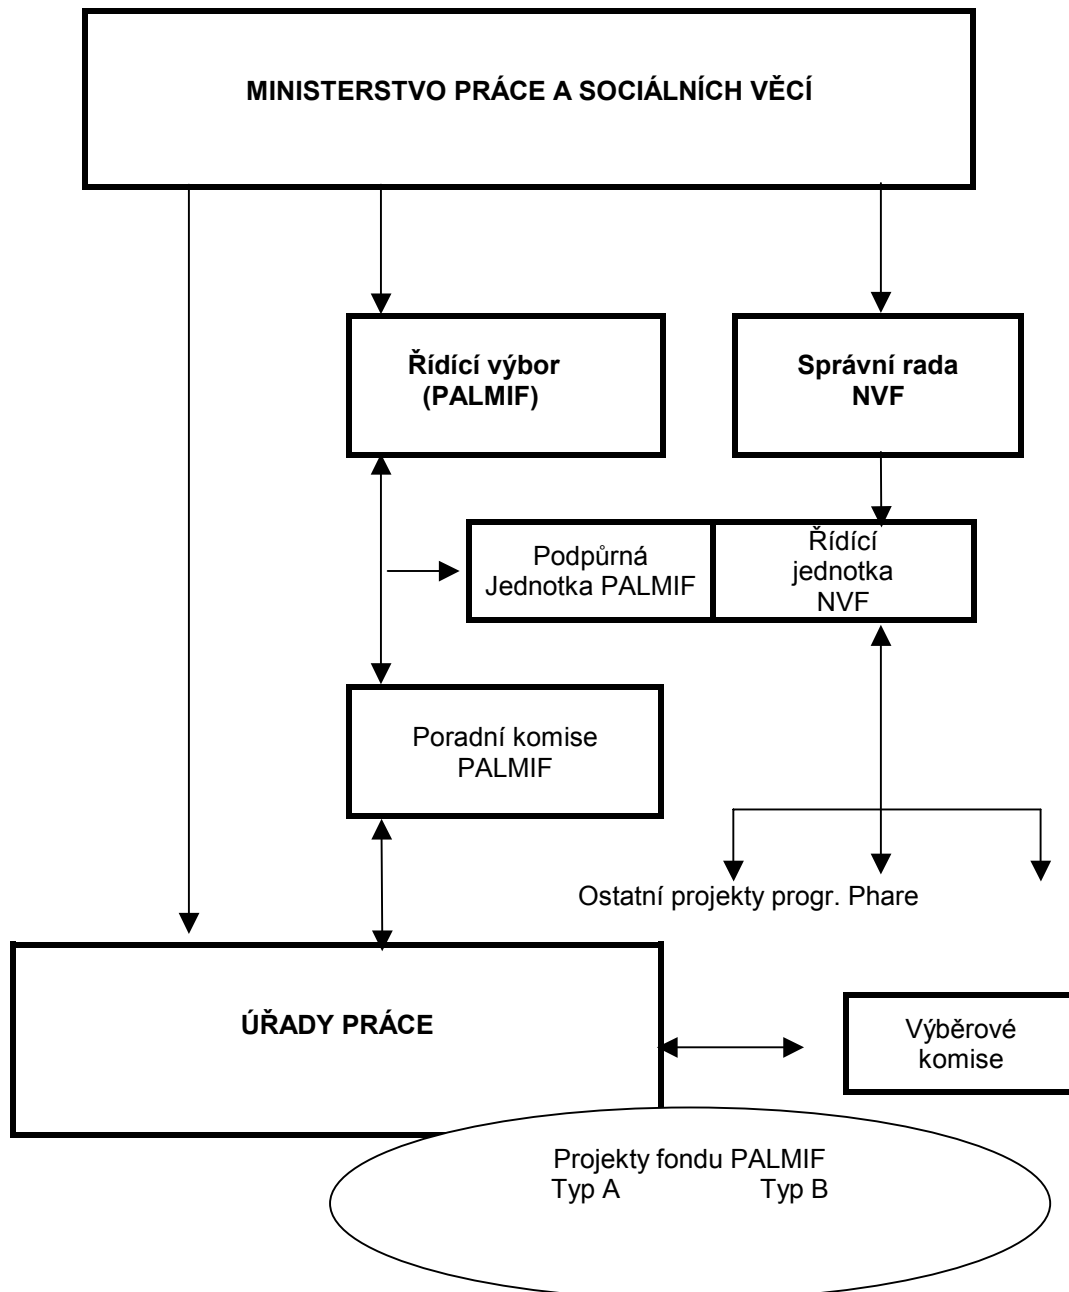 MINISTERSTVO PRÁCE A SOCIÁLNÍCH VĚCÍ
Řídící výbor
(PALMIF)
Správní rada
NVF
Podpůrná
Jednotka PALMIF
Řídící
jednotka
NVF
Poradní komise
PALMIF
Ostatní projekty progr. Phare
ÚŘADY PRÁCE
Výběrové
komise
Projekty fondu PALMIF
Typ A Typ B